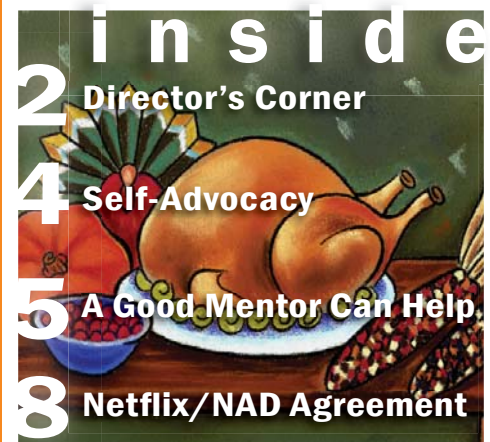 inside
2 Director's Corner
4 Self-Advocacy
5 A Good Mentor Can Help
8 Netflix/NAD Agreement